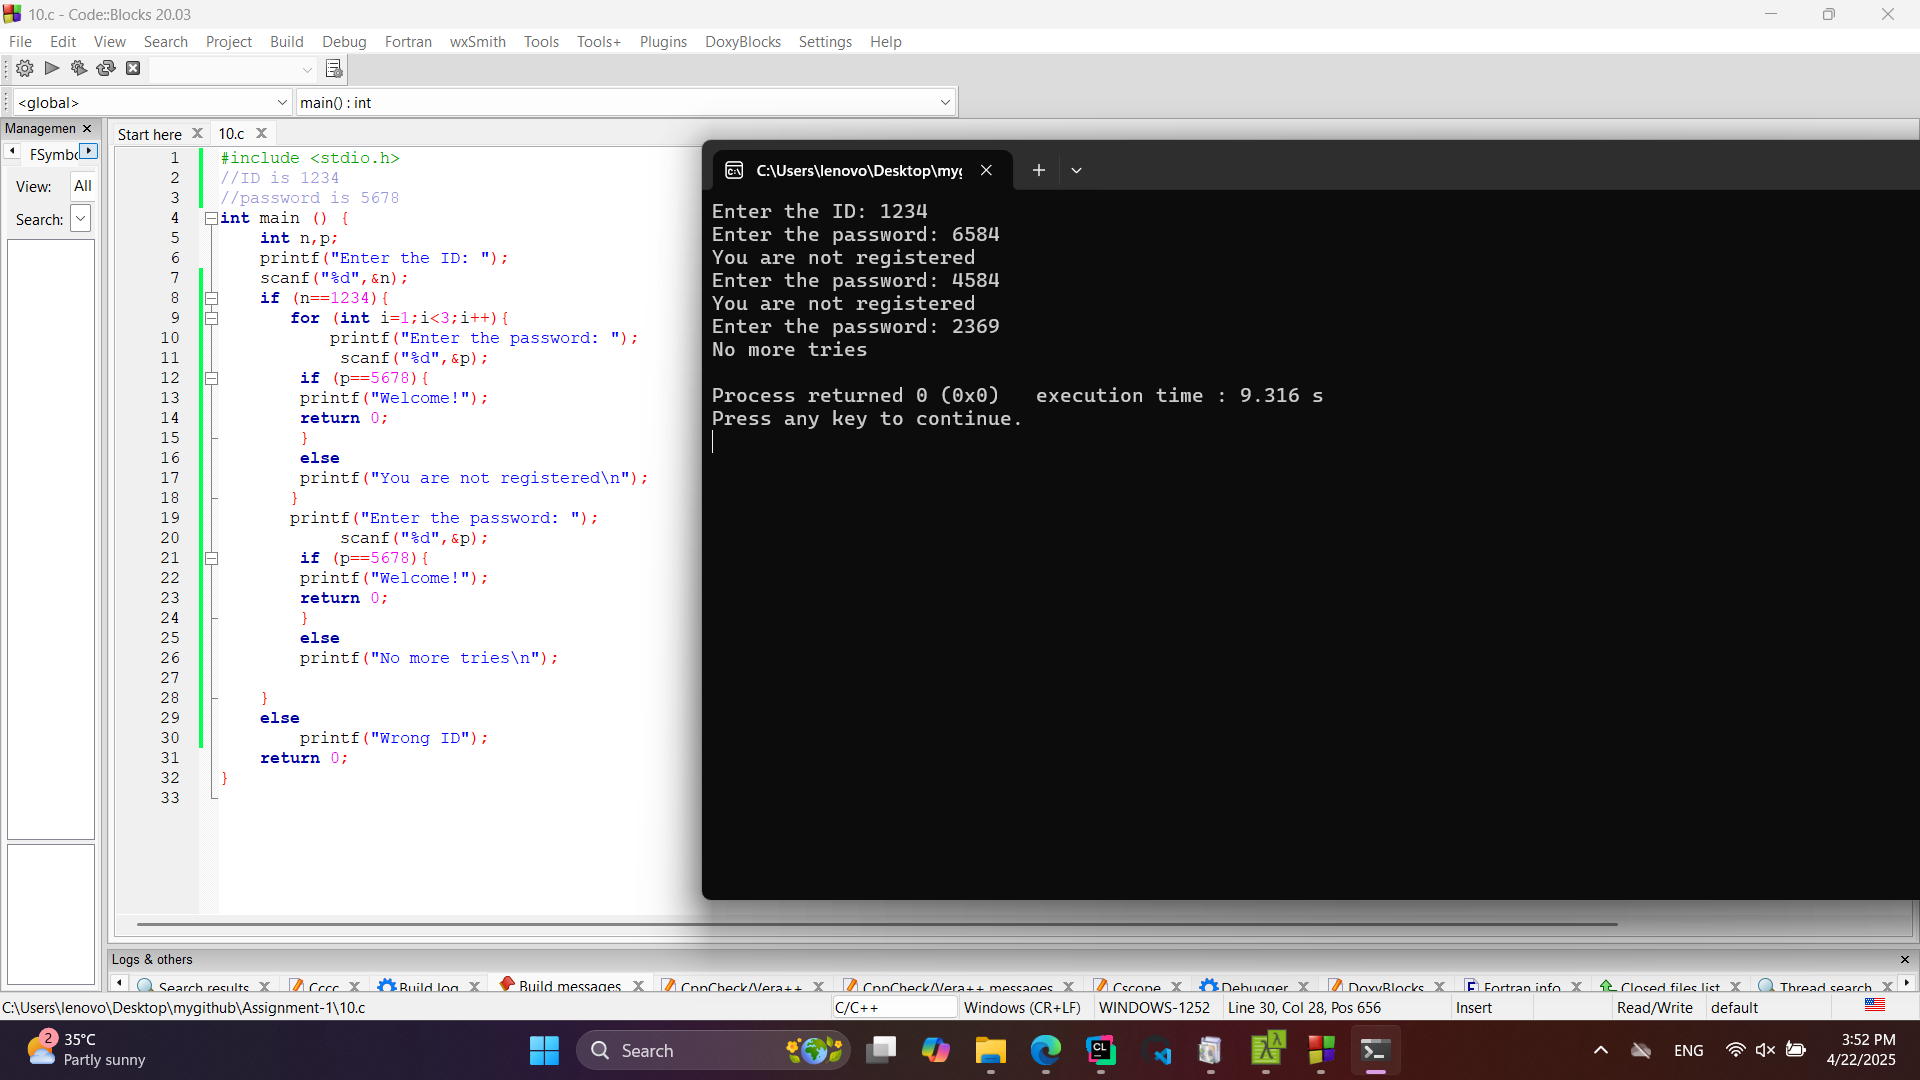 10.c - Code::Blocks 20.03
File Edit View Search Project Build Debug Fortran wxSmith Tools Tools+ Plugins DoxyBlocks Settings Help
<global> main() : int
Managemen
FSymbo
View: All
Search:
Start here 10.c
1 #include <stdio.h>
2 //ID is 1234
3 //password is 5678
4 int main () {
5 int n,p;
6 printf("Enter the ID: ");
7 scanf("%d",&n);
8 if (n==1234){
9 for (int i=1;i<3;i++){
10 printf("Enter the password: ");
11 scanf("%d",&p);
12 if (p==5678){
13 printf("Welcome!");
14 return 0;
15 }
16 else
17 printf("You are not registered\n");
18 }
19 printf("Enter the password: ");
20 scanf("%d",&p);
21 if (p==5678){
22 printf("Welcome!");
23 return 0;
24 }
25 else
26 printf("No more tries\n");
27
28 }
29 else
30 printf("Wrong ID");
31 return 0;
32 }
33
C:\Users\lenovo\Desktop\myg
Enter the ID: 1234
Enter the password: 6584
You are not registered
Enter the password: 4584
You are not registered
Enter the password: 2369
No more tries
Process returned 0 (0x0) execution time : 9.316 s
Press any key to continue.
Logs & others
Search results Cccc Build log Build messages CppCheck/Vera++ CppCheck/Vera++ messages Cscope Debugger DoxyBlocks Fortran info Closed files list Thread search
C:\Users\lenovo\Desktop\mygithub\Assignment-1\10.c C/C++ Windows (CR+LF) WINDOWS-1252 Line 30, Col 28, Pos 656 Insert Read/Write default
2 35°C
Partly sunny
Search
CL
ENG
3:52 PM
4/22/2025